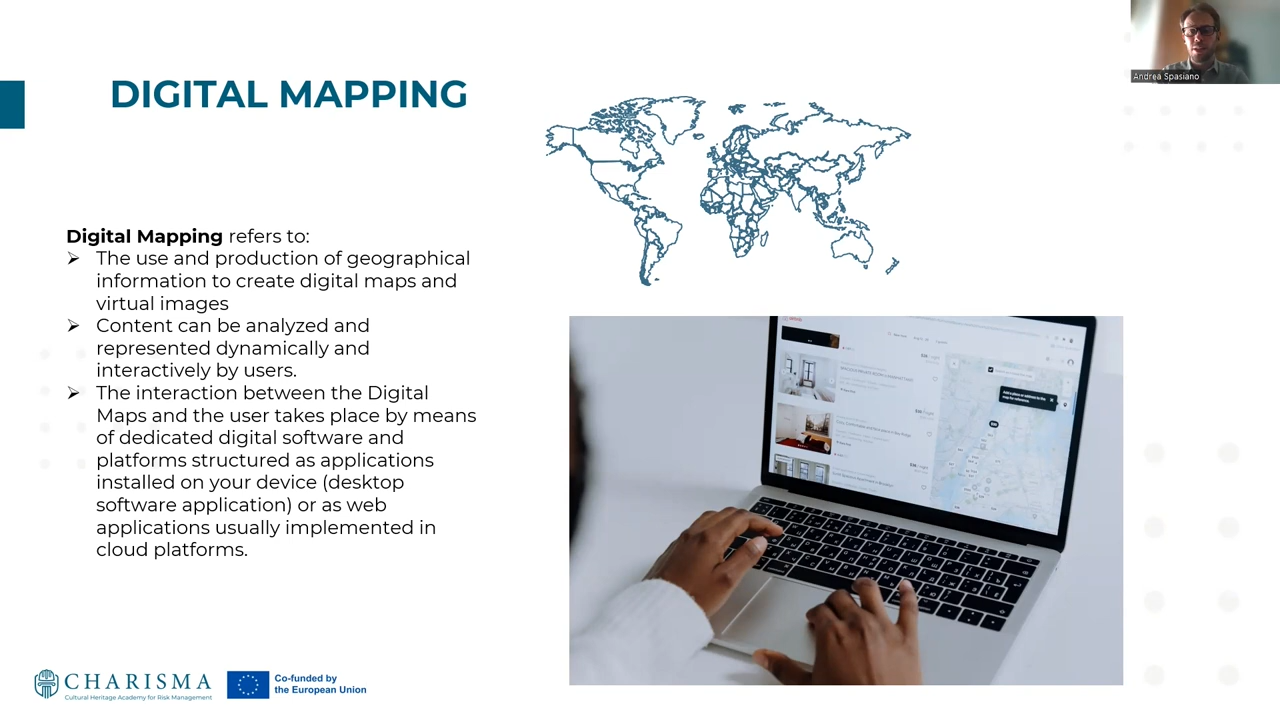 Andrea Spasiano
DIGITAL MAPPING
Digital Mapping refers to:
➢ The use and production of geographical
information to create digital maps and
virtual images
➢ Content can be analyzed and
represented dynamically and
interactively by users.
➢ The interaction between the Digital
Maps and the user takes place by means
of dedicated digital software and
platforms structured as applications
installed on your device (desktop
software application) or as web
applications usually implemented in
cloud platforms.
CHARISMA
Cultural Heritage Academy for Risk Management
Co-funded by
the European Union